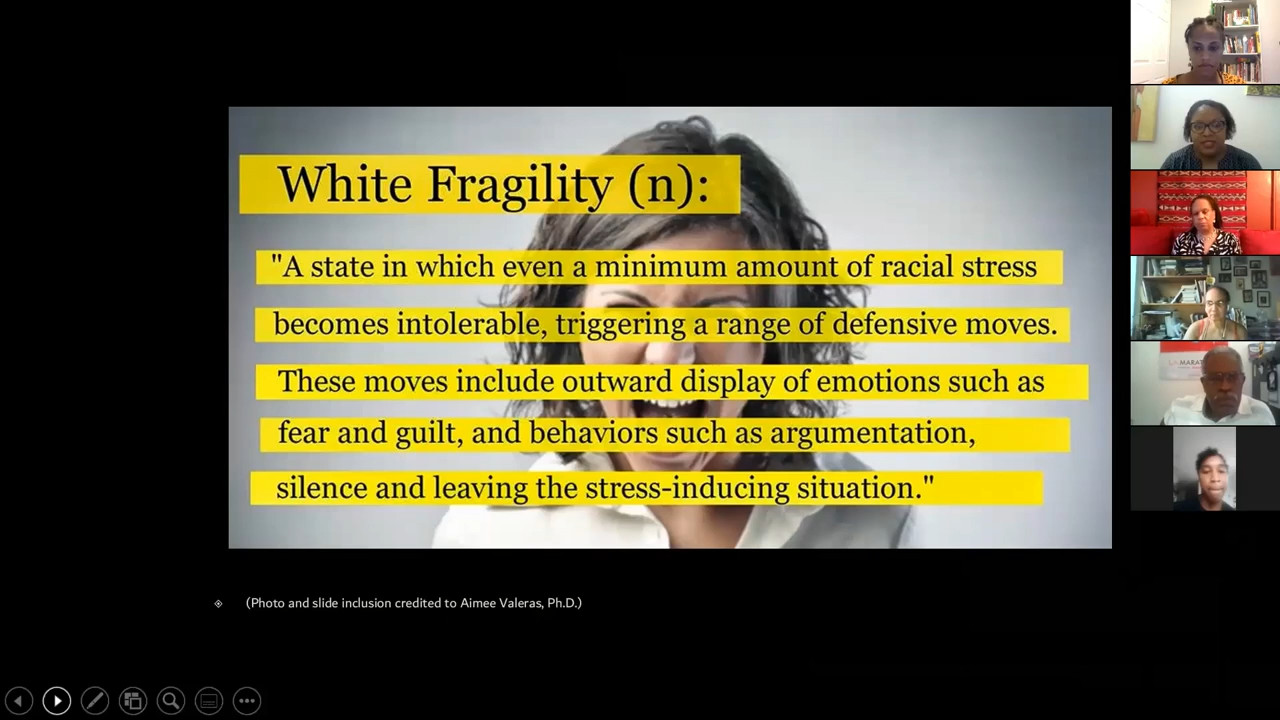 White Fragility (n):
"A state in which even a minimum amount of racial stress
becomes intolerable, triggering a range of defensive moves.
These moves include outward display of emotions such as
fear and guilt, and behaviors such as argumentation,
silence and leaving the stress-inducing situation."
(Photo and slide inclusion credited to Aimee Valeras, Ph.D.)